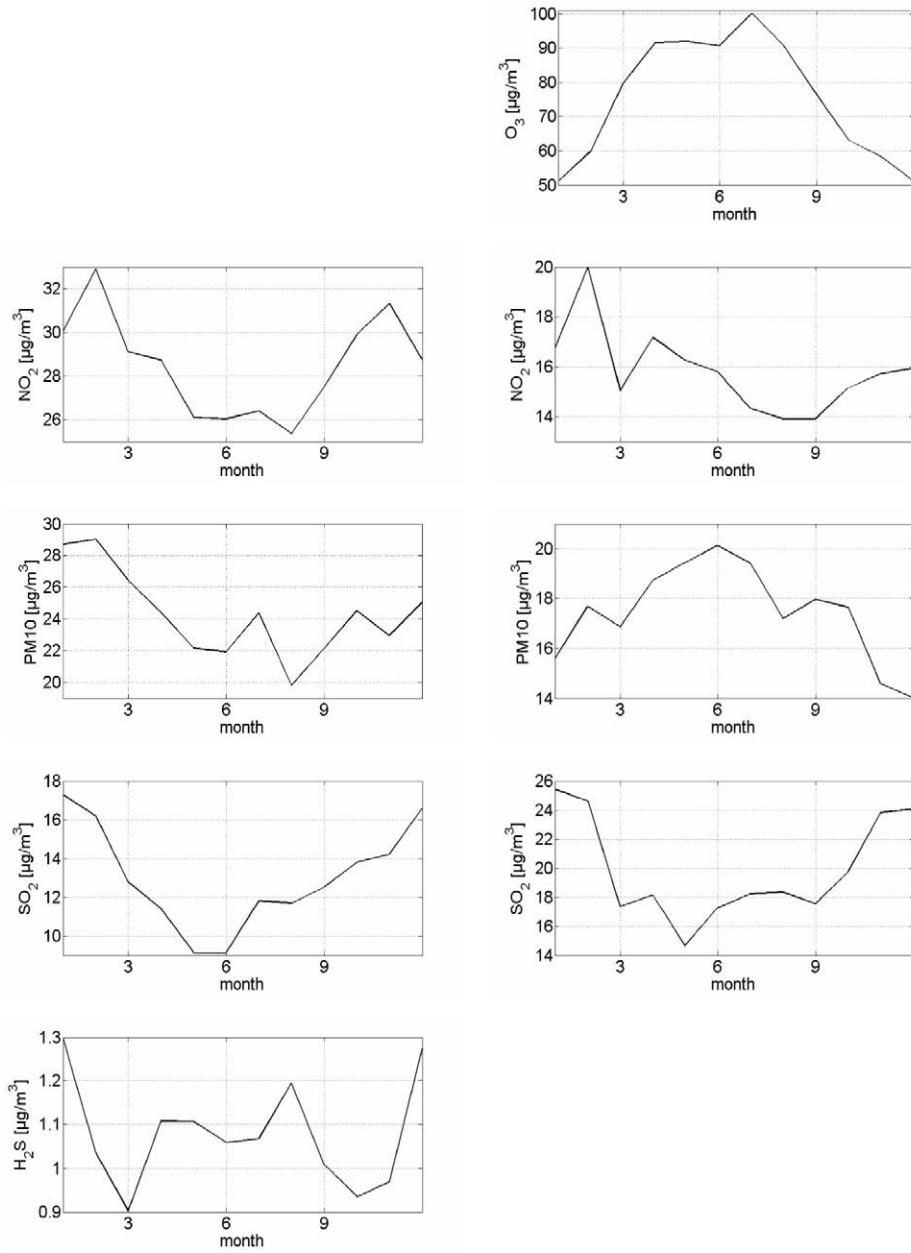 100
90
80
70
60
50
O₃ [µg/m³]
3 6 9
month
32
30
28
26
NO₂ [µg/m³]
3 6 9
month
20
18
16
14
NO₂ [µg/m³]
3 6 9
month
30
28
26
24
22
20
PM10 [µg/m³]
3 6 9
month
20
18
16
14
PM10 [µg/m³]
3 6 9
month
18
16
14
12
10
SO₂ [µg/m³]
3 6 9
month
26
24
22
20
18
16
14
SO₂ [µg/m³]
3 6 9
month
1.3
1.2
1.1
1
0.9
H₂S [µg/m³]
3 6 9
month